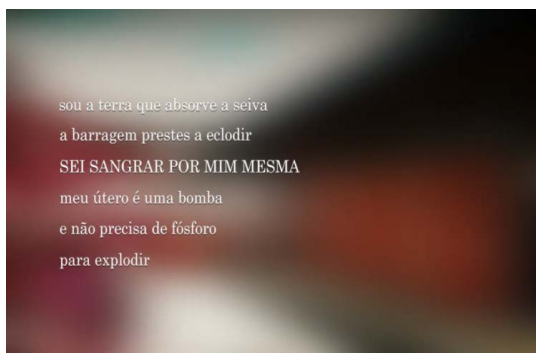 sou a terra que absorve a seiva
a barragem prestes a eclodir
SEI SANGRAR POR MIM MESMA
meu útero é uma bomba
e não precisa de fósforo
para explodir